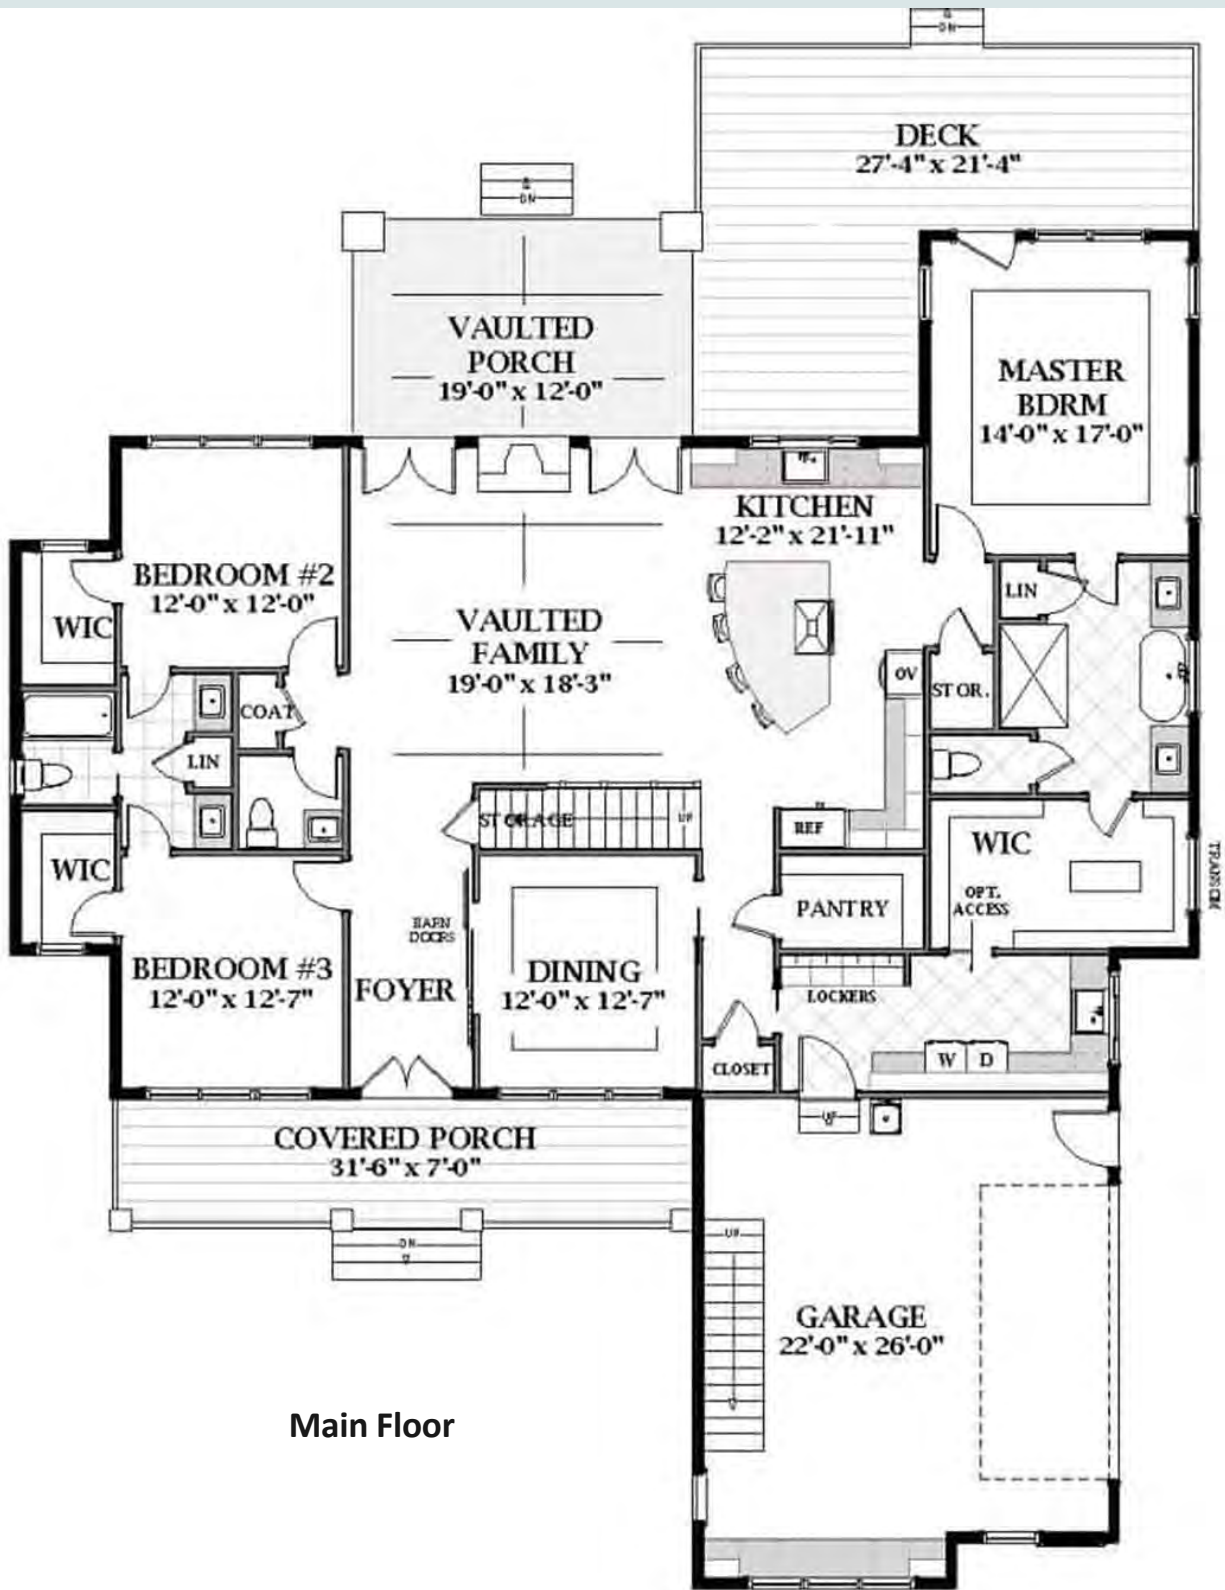 DN
DECK
27'-4" x 21'-4"
DN
VAULTED
PORCH
19'-0" x 12'-0"
MASTER
BDRM
14'-0" x 17'-0"
KITCHEN
12'-2" x 21'-11"
BEDROOM #2
12'-0" x 12'-0"
WIC
VAULTED
FAMILY
19'-0" x 18'-3"
LIN
OV
STOR.
COAT
LIN
STORAGE
UP
REF
WIC
WIC
TRANSOM
OPT.
ACCESS
PANTRY
BARN
DOORS
BEDROOM #3
12'-0" x 12'-7"
FOYER
DINING
12'-0" x 12'-7"
LOCKERS
W D
CLOSET
UP
COVERED PORCH
31'-6" x 7'-0"
DN
UP
GARAGE
22'-0" x 26'-0"
Main Floor